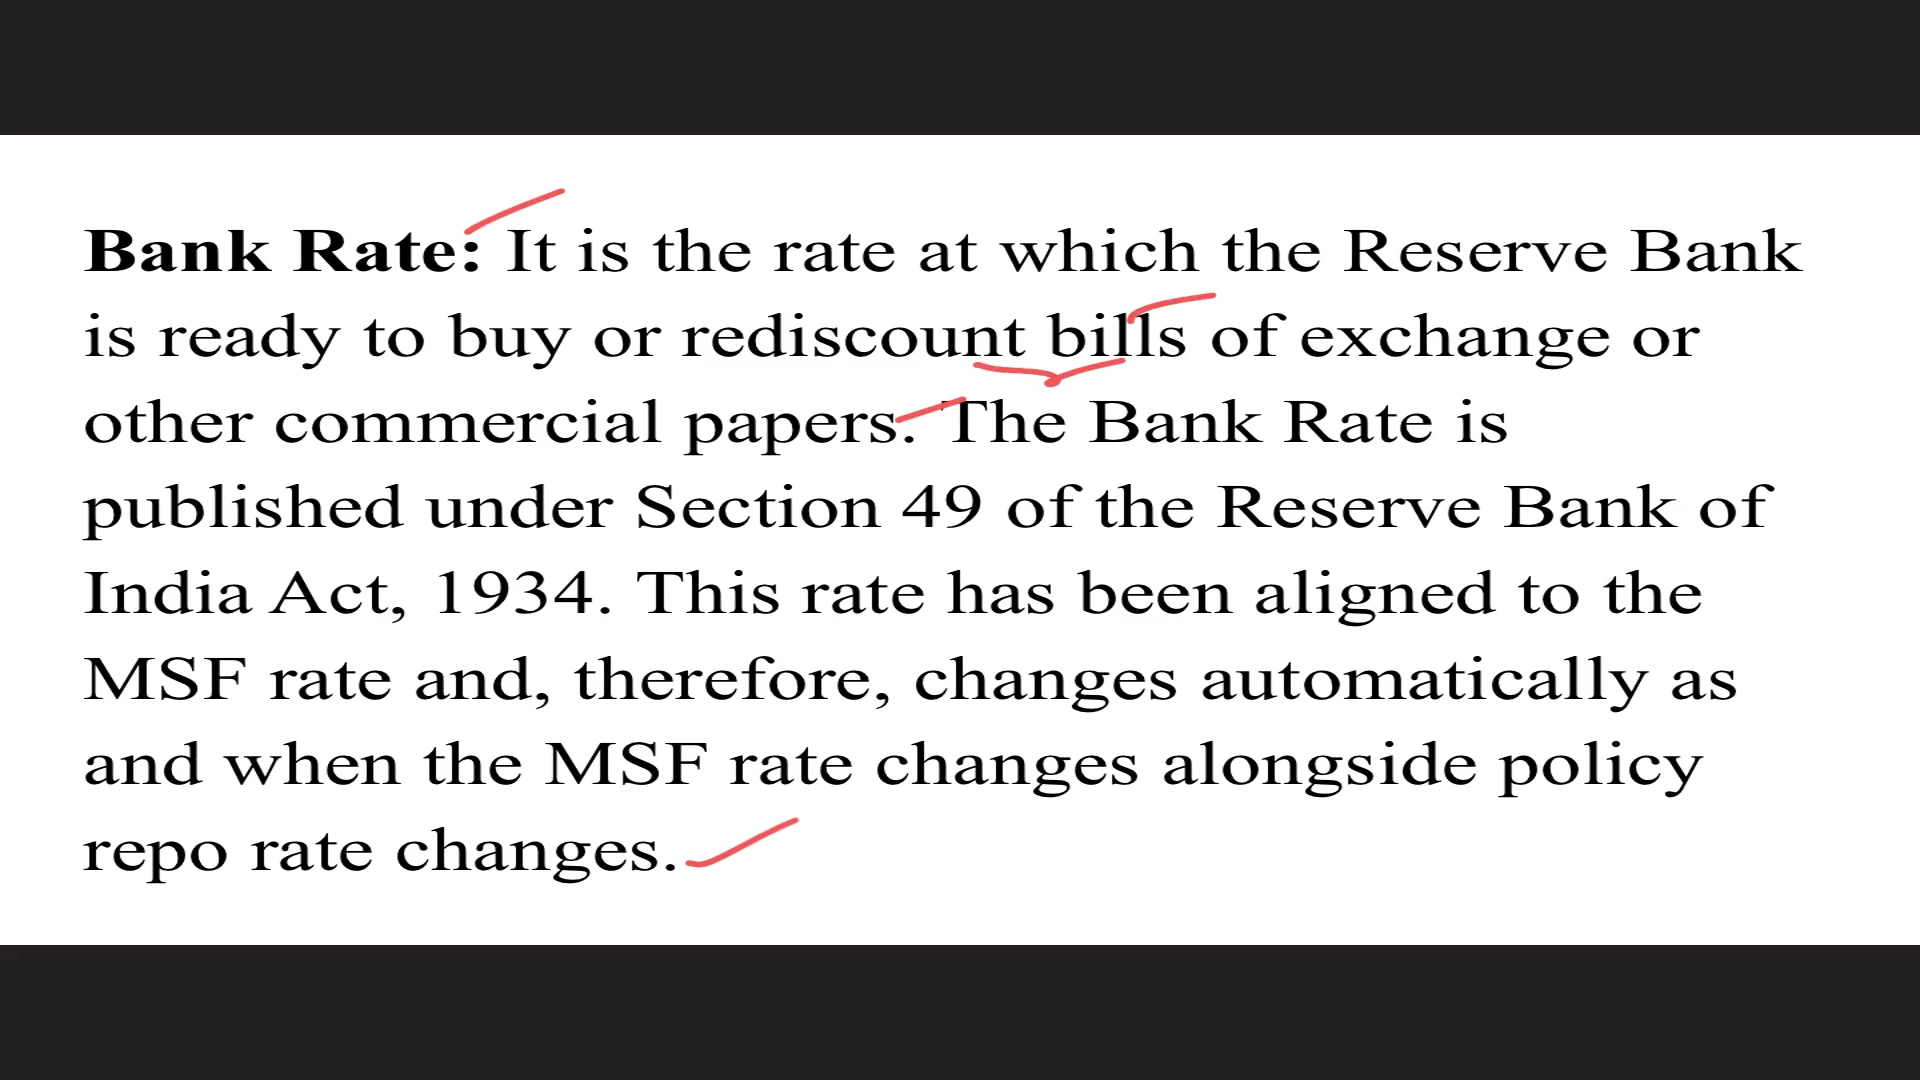 Bank Rate: It is the rate at which the Reserve Bank
is ready to buy or rediscount bills of exchange or
other commercial papers. The Bank Rate is
published under Section 49 of the Reserve Bank of
India Act, 1934. This rate has been aligned to the
MSF rate and, therefore, changes automatically as
and when the MSF rate changes alongside policy
repo rate changes.